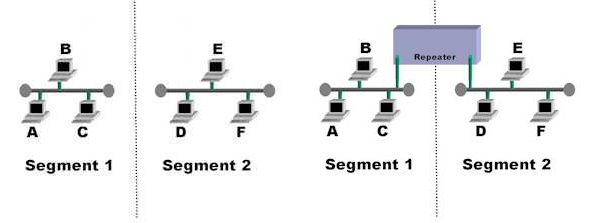 B
A C
Segment 1
E
D F
Segment 2
Repeater
B
A C
Segment 1
E
D F
Segment 2